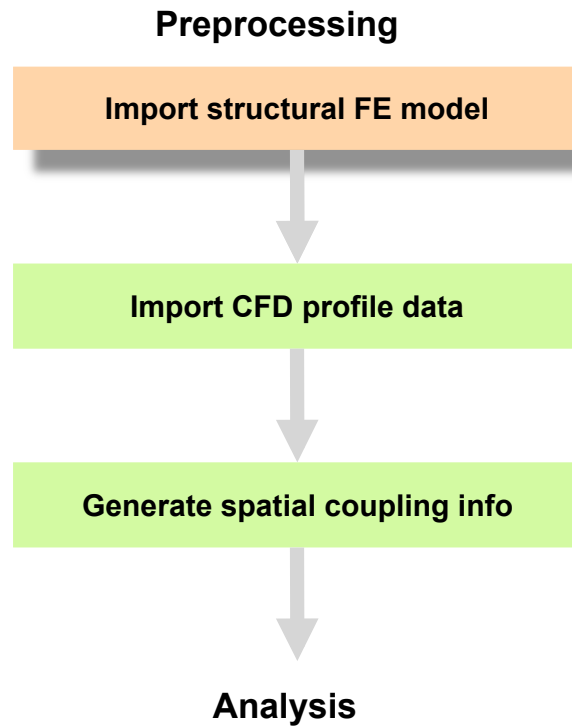 Preprocessing
Import structural FE model
Import CFD profile data
Generate spatial coupling info
Analysis